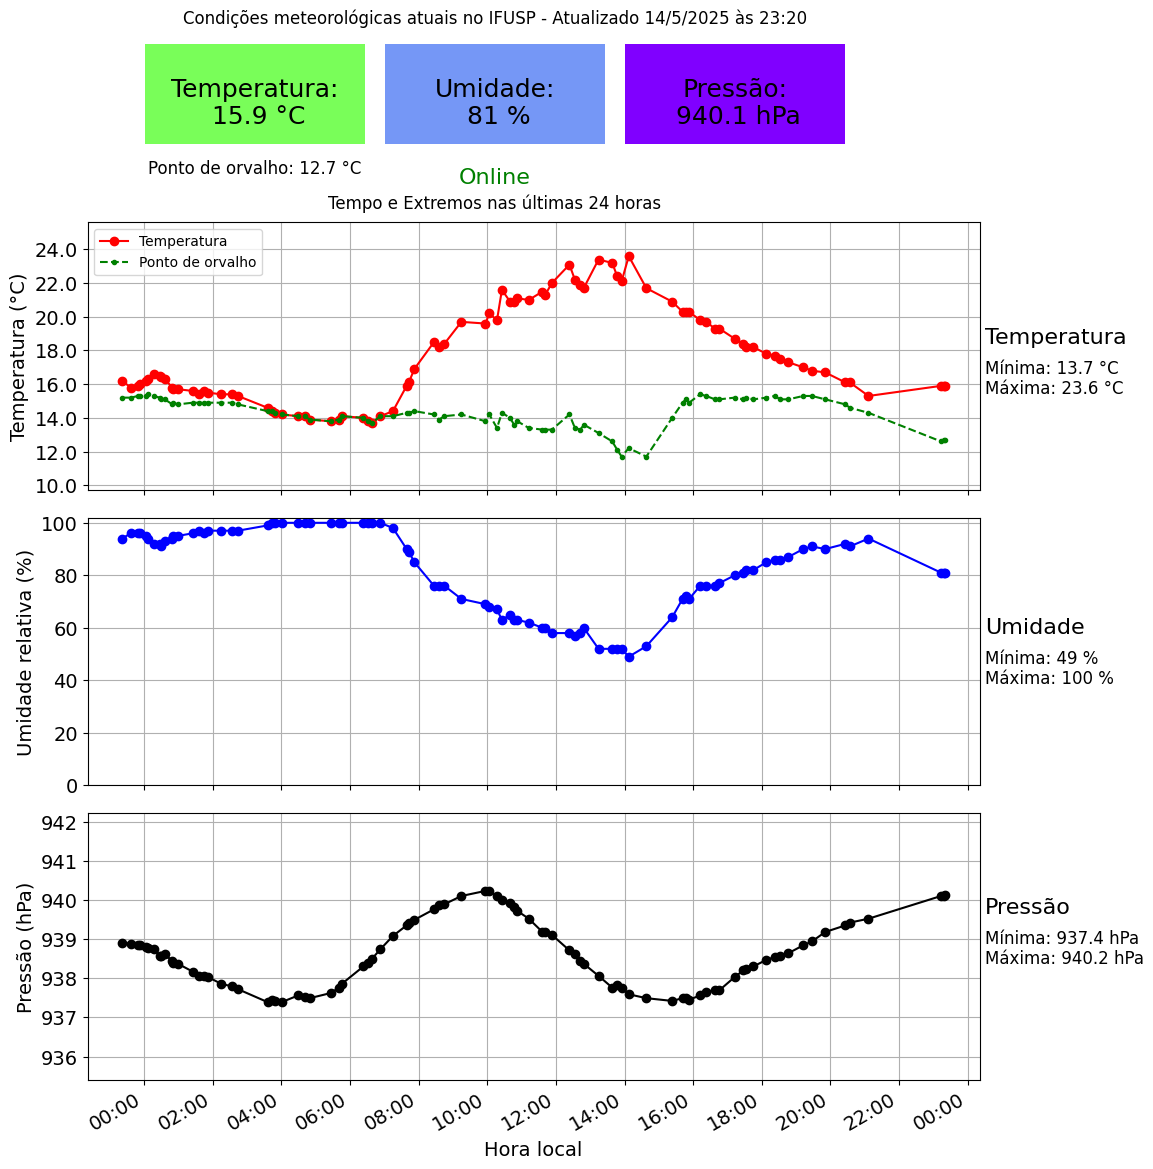 Condições meteorológicas atuais no IFUSP - Atualizado 14/5/2025 às 23:20
Temperatura:
15.9 °C
Umidade:
81 %
Pressão:
940.1 hPa
Ponto de orvalho: 12.7 °C
Online
Tempo e Extremos nas últimas 24 horas
Temperatura (°C)
24.0
22.0
20.0
18.0
16.0
14.0
12.0
10.0
Temperatura
Ponto de orvalho
Temperatura
Mínima: 13.7 °C
Máxima: 23.6 °C
Umidade relativa (%)
100
80
60
40
20
0
Umidade
Mínima: 49 %
Máxima: 100 %
Pressão (hPa)
942
941
940
939
938
937
936
Pressão
Mínima: 937.4 hPa
Máxima: 940.2 hPa
00:00
02:00
04:00
06:00
08:00
10:00
12:00
14:00
16:00
18:00
20:00
22:00
00:00
Hora local